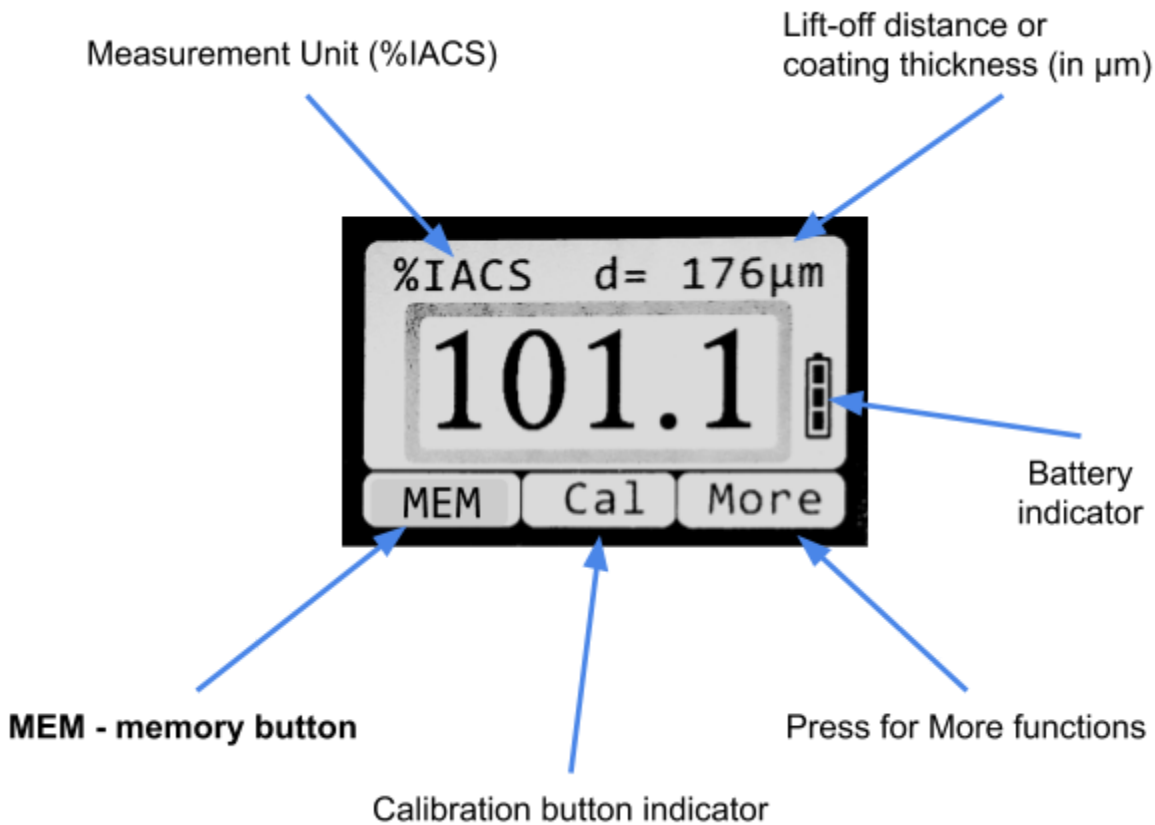 Measurement Unit (%IACS)
Lift-off distance or
coating thickness (in µm)
%IACS d= 176µm
101.1
MEM Cal More
Battery
indicator
MEM - memory button
Press for More functions
Calibration button indicator